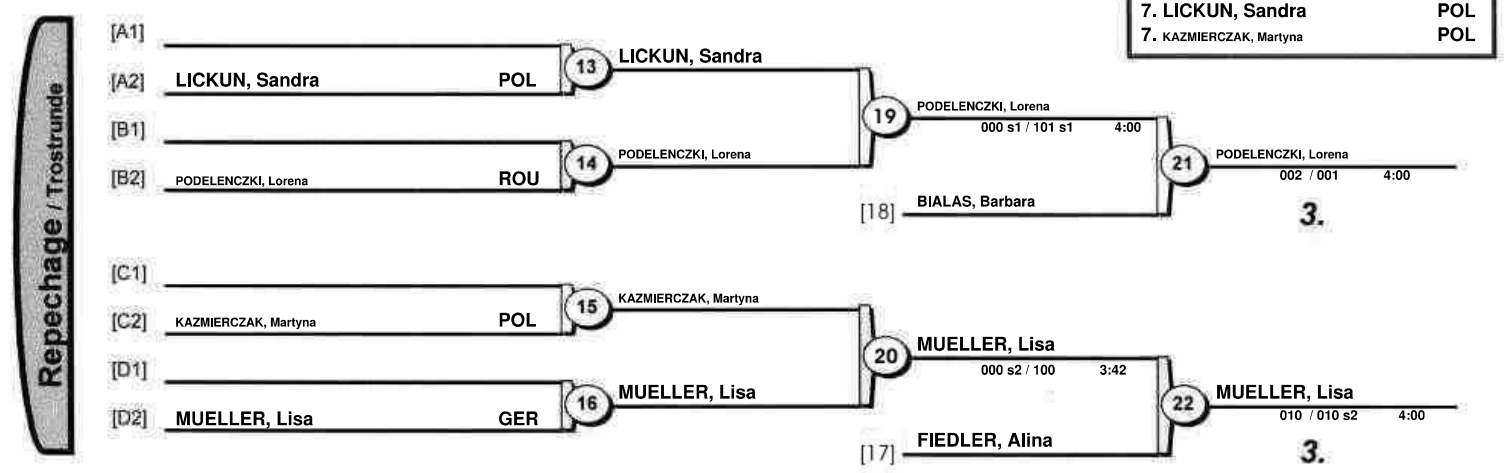 7. LICKUN, Sandra POL
7. KAZMIERCZAK, Martyna POL
Repechage / Trostrunde
[A1]
[A2] LICKUN, Sandra POL
13
LICKUN, Sandra
[B1]
[B2] PODELENCZKI, Lorena ROU
14
PODELENCZKI, Lorena
19
PODELENCZKI, Lorena
000 s1 / 101 s1 4:00
[18] BIALAS, Barbara
21
PODELENCZKI, Lorena
002 / 001 4:00
3.
[C1]
[C2] KAZMIERCZAK, Martyna POL
15
KAZMIERCZAK, Martyna
[D1]
[D2] MUELLER, Lisa GER
16
MUELLER, Lisa
20
MUELLER, Lisa
000 s2 / 100 3:42
[17] FIEDLER, Alina
22
MUELLER, Lisa
010 / 010 s2 4:00
3.